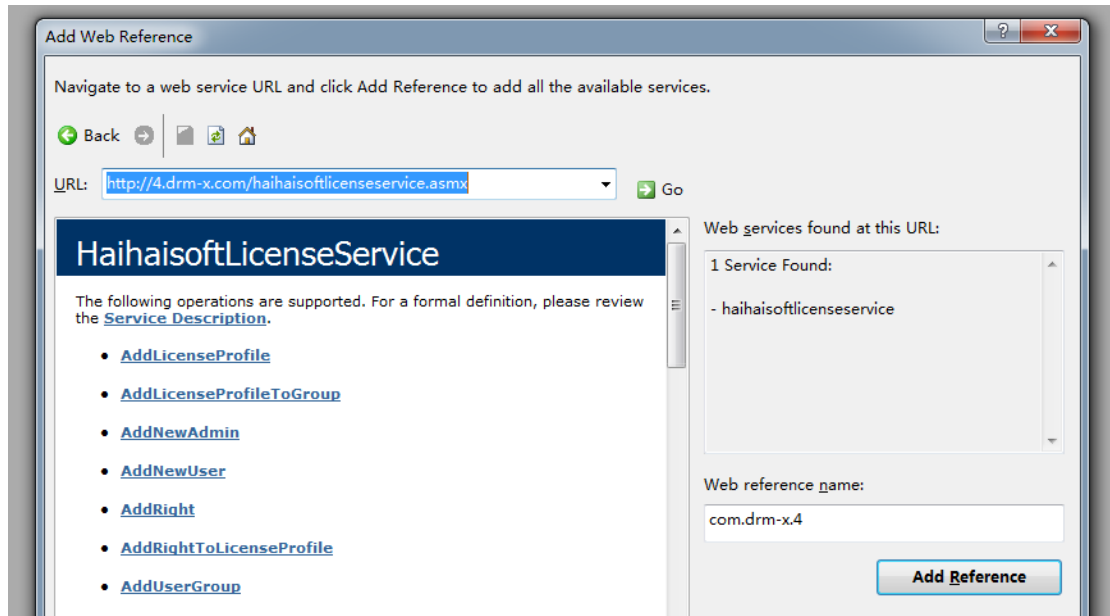 Add Web Reference
Navigate to a web service URL and click Add Reference to add all the available services.
Back
URL: http://4.drm-x.com/haihaisoftlicenseservice.asmx Go
HaihaisoftLicenseService
The following operations are supported. For a formal definition, please review
the Service Description.
• AddLicenseProfile
• AddLicenseProfileToGroup
• AddNewAdmin
• AddNewUser
• AddRight
• AddRightToLicenseProfile
• AddUserGroup
Web services found at this URL:
1 Service Found:
- haihaisoftlicenseservice
Web reference name:
com.drm-x.4
Add Reference